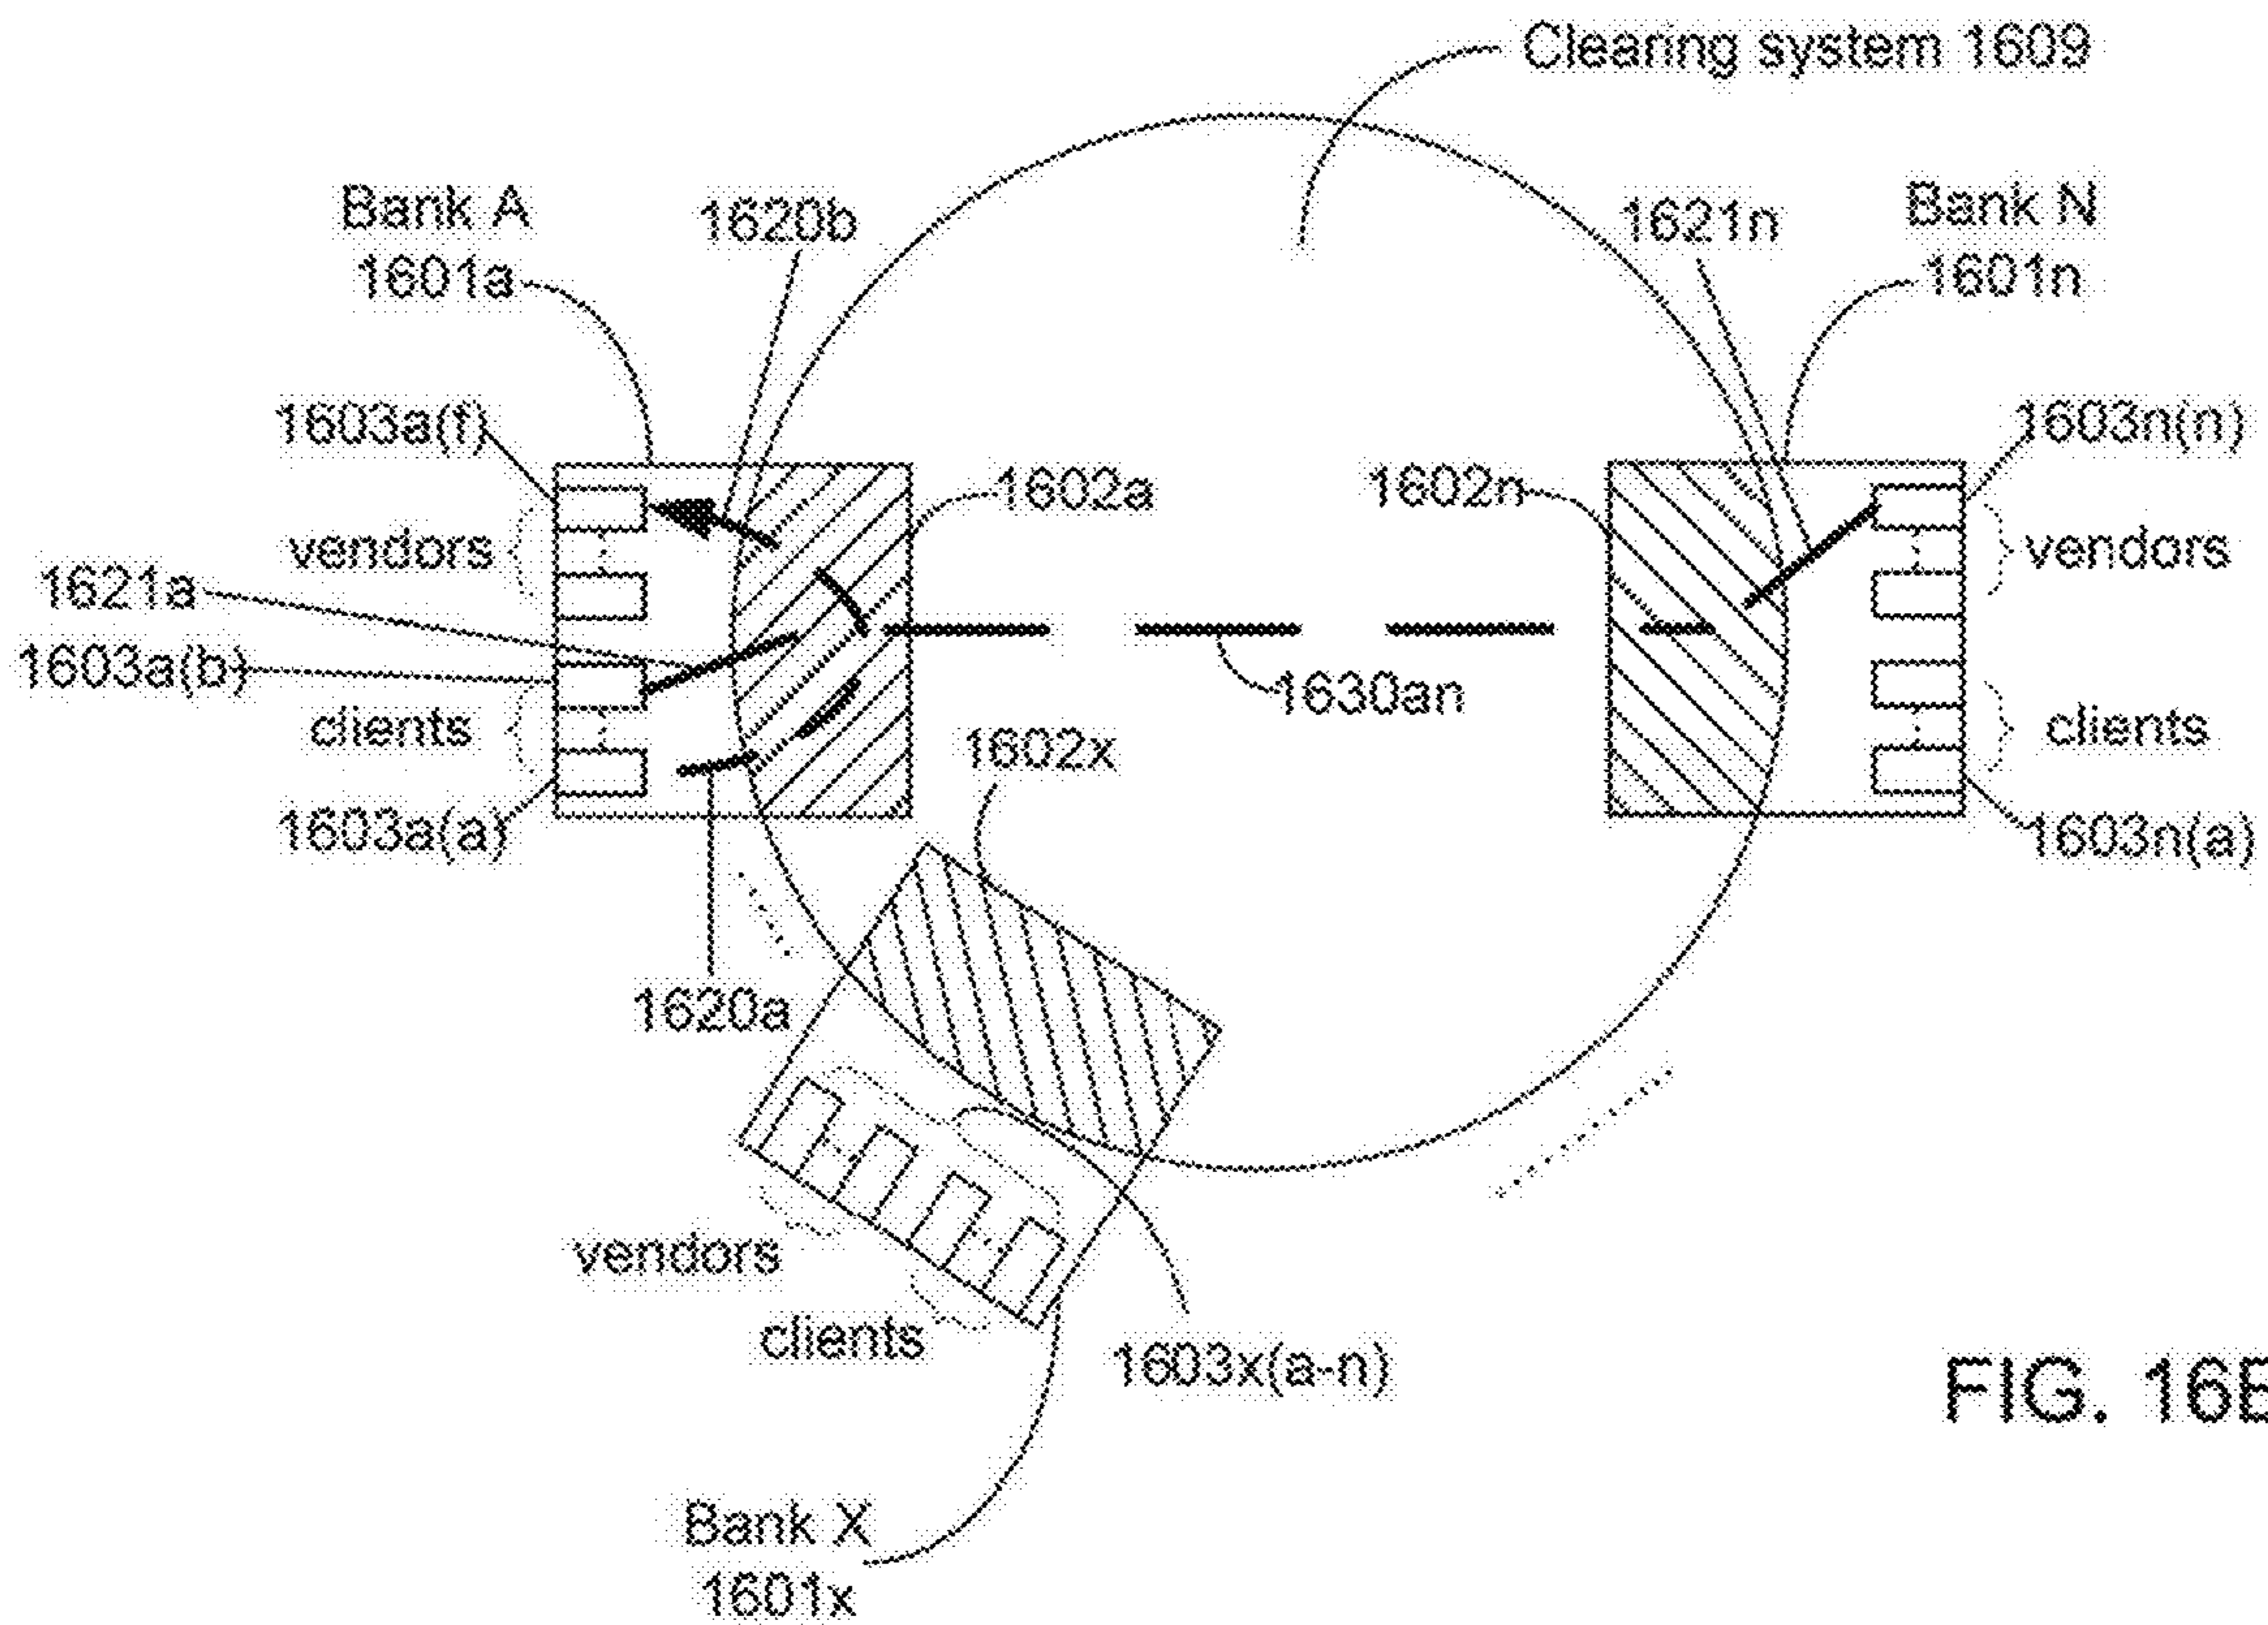 Clearing system 1609
Bank A
1601a
1620b
1621n
Bank N
1601n
1603a(f)
1602a
1602n
1603n(n)
vendors
vendors
1621a
1603a(b)
1630an
clients
clients
1602x
1603a(a)
1603n(a)
1620a
vendors
clients
1603x(a-n)
FIG. 16
Bank X
1601x